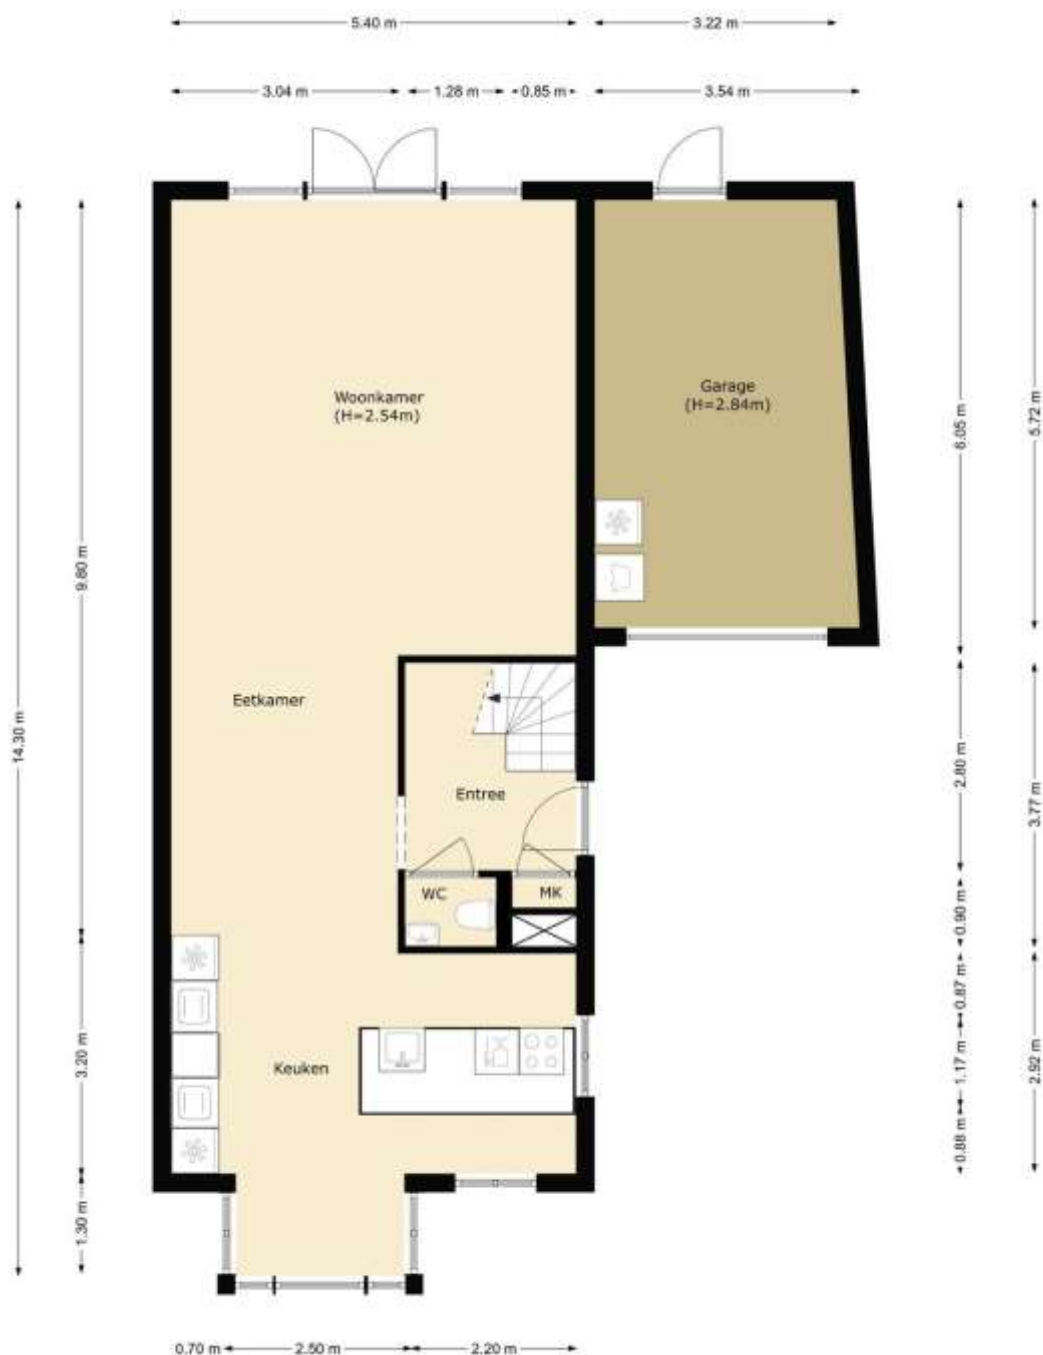 5.40 m
3.22 m
3.04 m
1.28 m
0.85 m
3.54 m
Woonkamer
(H=2.54m)
Garage
(H=2.84m)
6.05 m
5.72 m
9.80 m
Eetkamer
14.30 m
2.80 m
Entree
3.77 m
WC
MK
0.90 m
0.87 m
3.20 m
Keuken
1.17 m
2.92 m
0.88 m
1.30 m
0.70 m
2.50 m
2.20 m